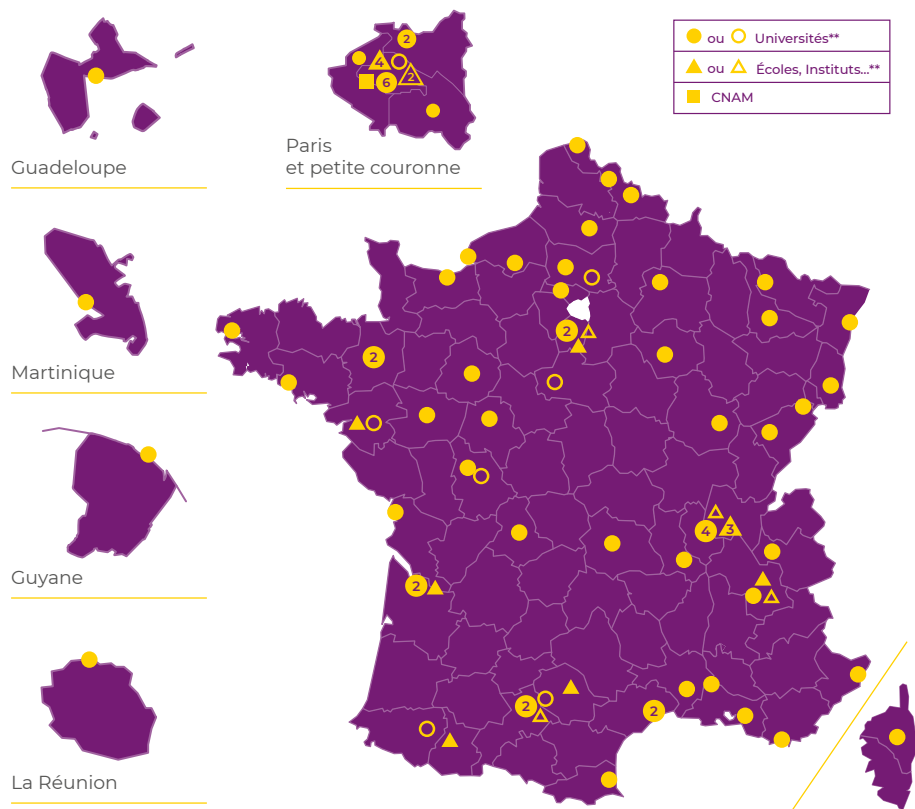 2
4
6
2
ou Universités**
ou Écoles, Instituts...**
CNAM
Guadeloupe
Paris
et petite couronne
Martinique
Guyane
La Réunion
2
2
4
3
2
2
2